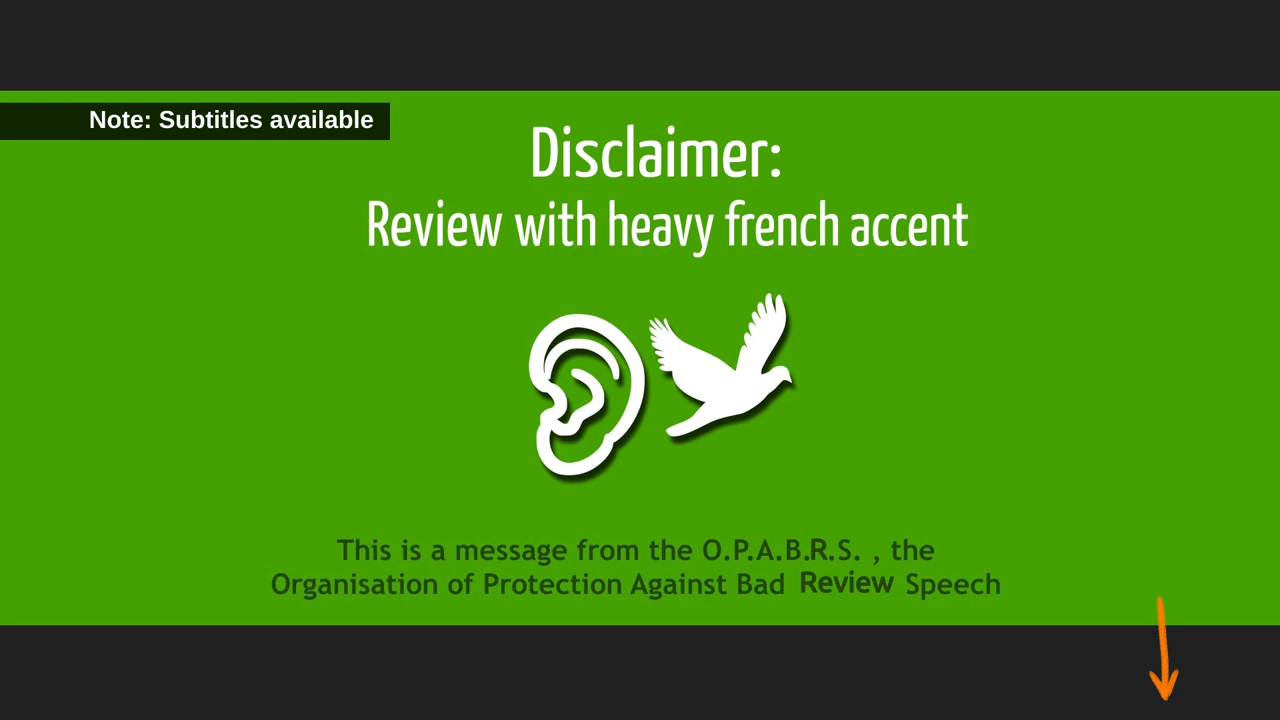 Note: Subtitles available
Disclaimer:
Review with heavy french accent
This is a message from the O.P.A.B.R.S. , the
Organisation of Protection Against Bad Review Speech